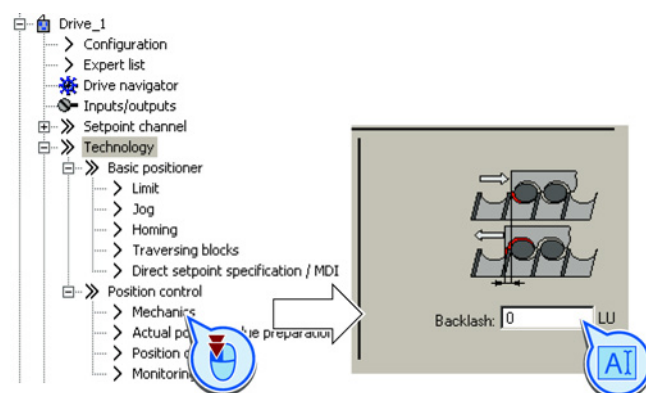 Drive_1
Configuration
Expert list
Drive navigator
Inputs/outputs
Setpoint channel
Technology
Basic positioner
Limit
Jog
Homing
Traversing blocks
Direct setpoint specification / MDI
Position control
Mechanics
Actual po lue preparation
Position
Monitoring
Backlash: 0 LU
AI